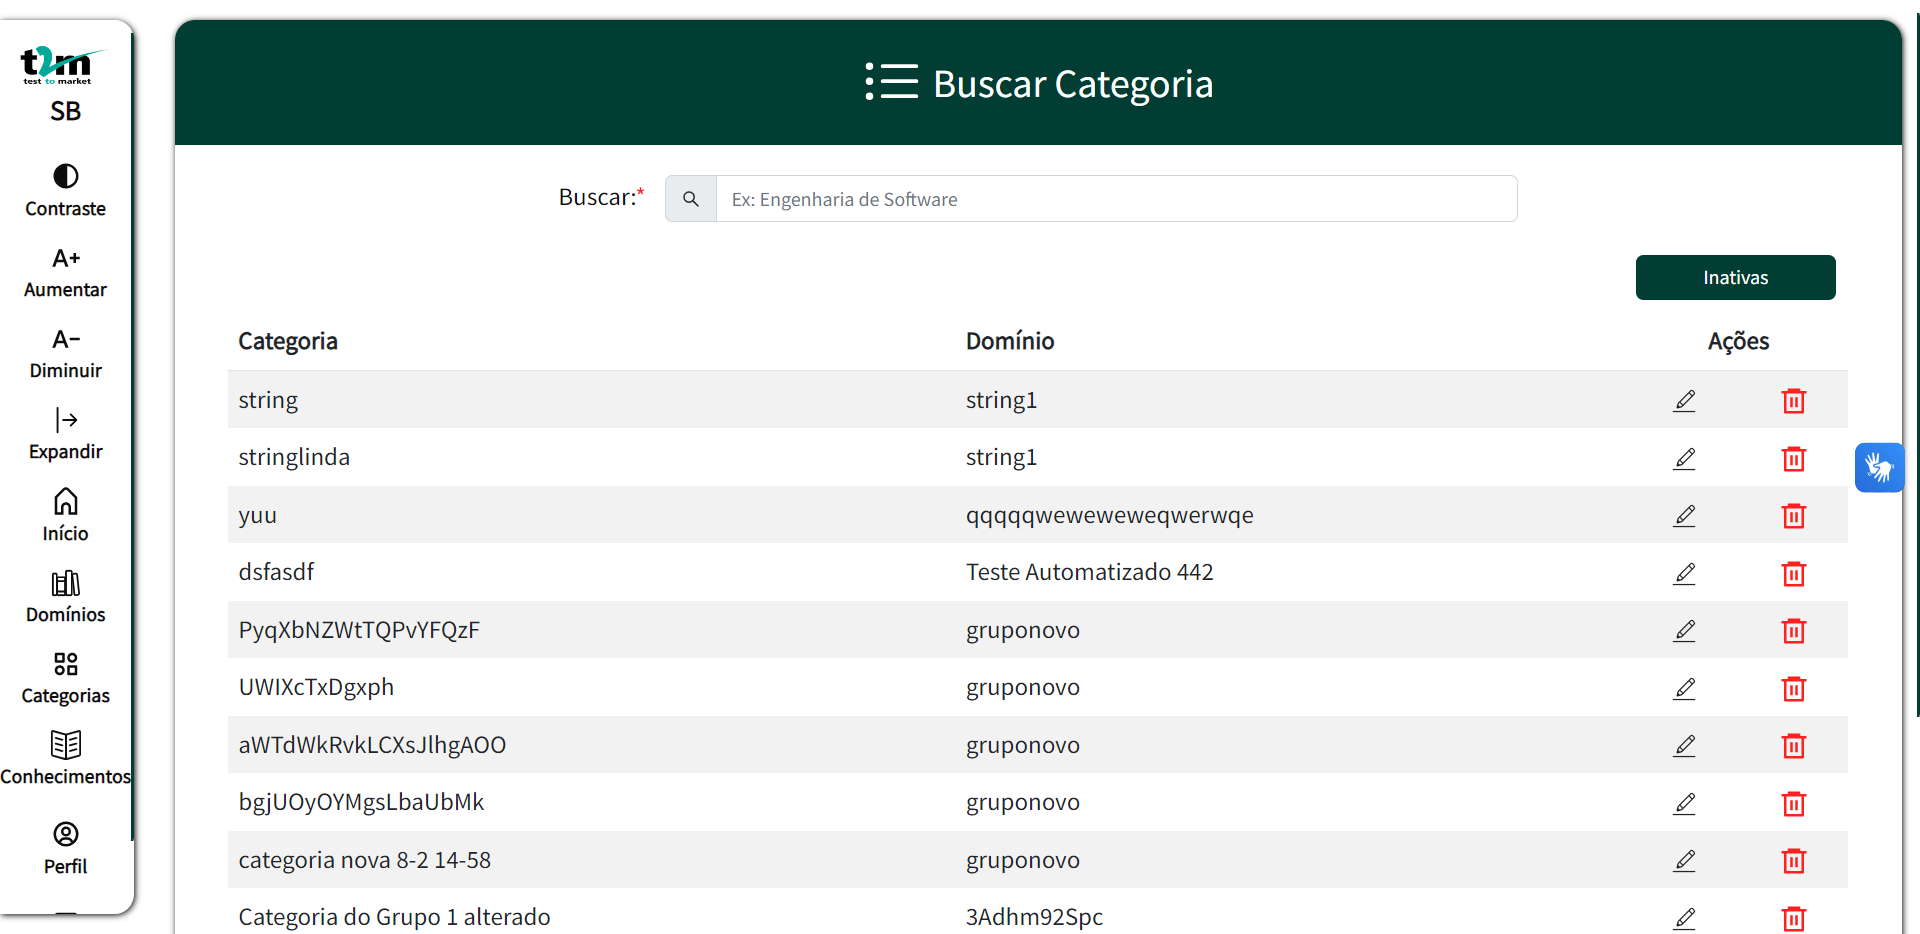 t2m
test to market
SB
Contraste
A+
Aumentar
A-
Diminuir
Expandir
Início
Domínios
Categorias
Conhecimentos
Perfil
Buscar Categoria
Buscar:*
Ex: Engenharia de Software
Inativas
Categoria Domínio Ações
string string1
stringlinda string1
yuu qqqqqweweweweqwerwqe
dsfasdf Teste Automatizado 442
PyqXbNZWtTQPvYFQzF gruponovo
UWIXcTxDgxph gruponovo
aWTdWkRvkLCXsJlhgAOO gruponovo
bgjUOyOYMgsLbaUbMk gruponovo
categoria nova 8-2 14-58 gruponovo
Categoria do Grupo 1 alterado 3Adhm92Spc